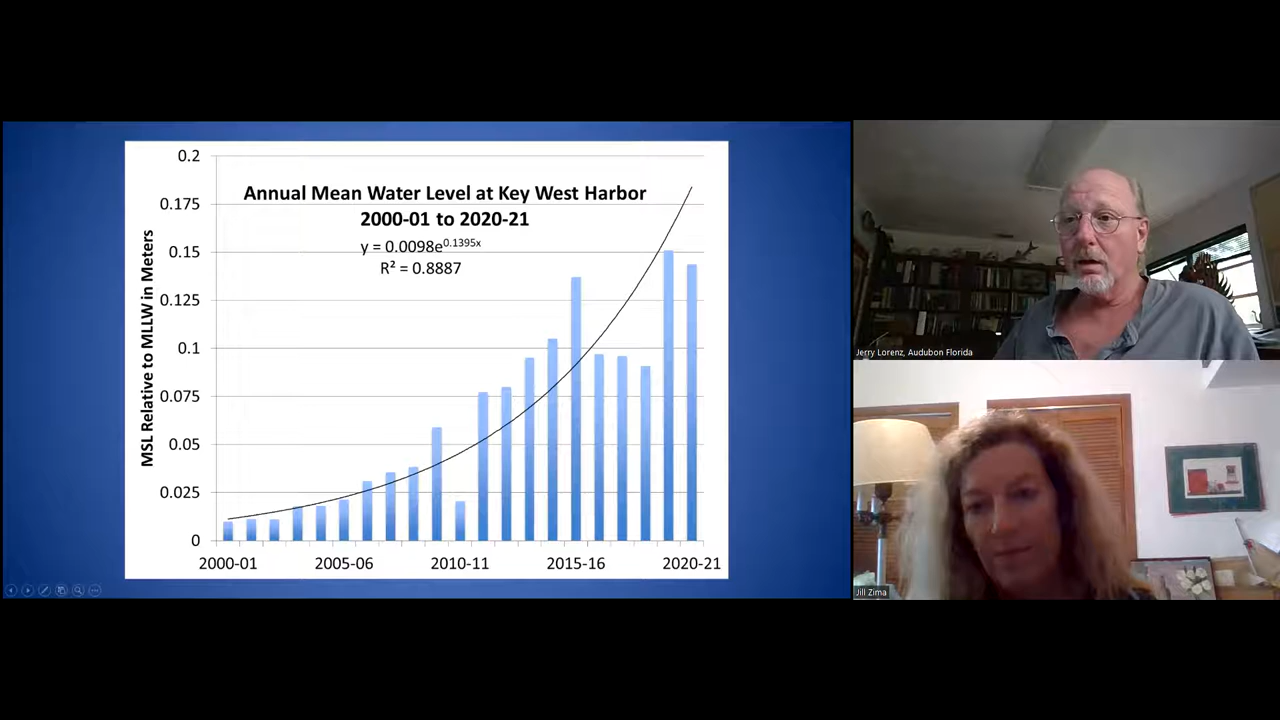 Annual Mean Water Level at Key West Harbor
2000-01 to 2020-21
y = 0.0098e^0.1395x
R² = 0.8887
MSL Relative to MLLW in Meters
0.2
0.175
0.15
0.125
0.1
0.075
0.05
0.025
0
2000-01 2005-06 2010-11 2015-16 2020-21
Jerry Lorenz, Audubon Florida
Jill Zima